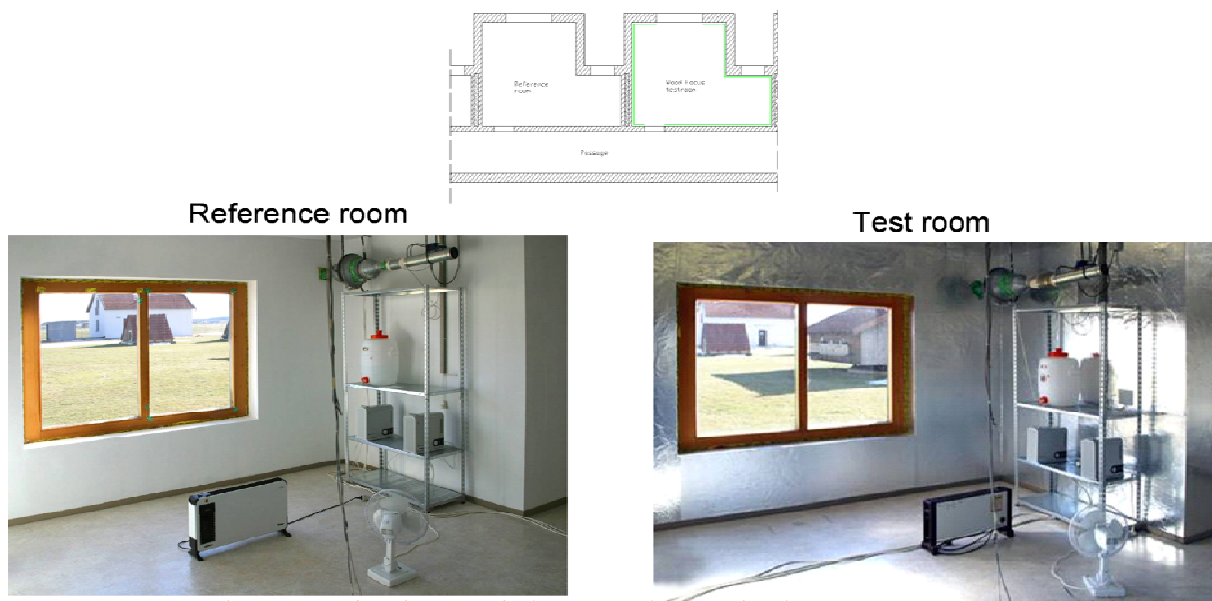 Reference
room
Wood Focus
testroom
Passage
Reference room
Test room